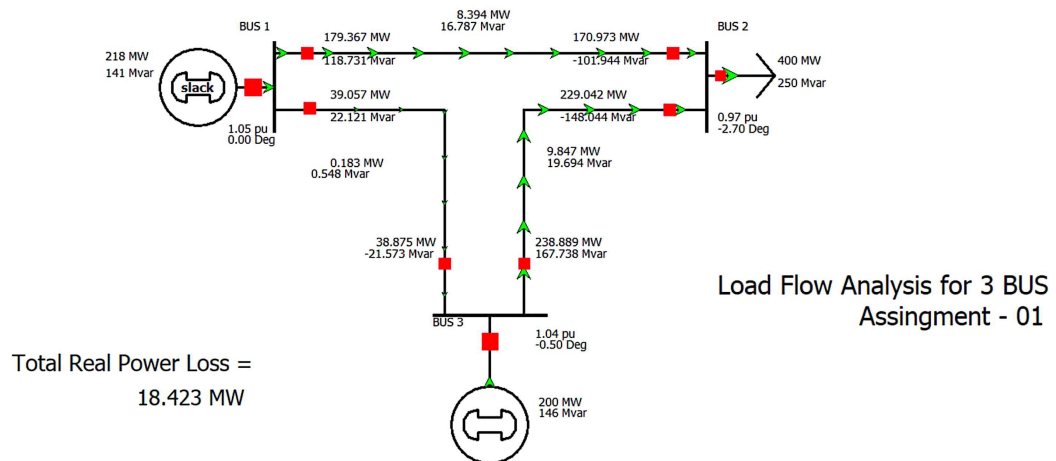 8.394 MW
16.787 Mvar
BUS 1
BUS 2
179.367 MW
118.731 Mvar
170.973 MW
-101.944 Mvar
218 MW
141 Mvar
slack
400 MW
250 Mvar
39.057 MW
22.121 Mvar
229.042 MW
-148.044 Mvar
1.05 pu
0.00 Deg
0.97 pu
-2.70 Deg
0.183 MW
0.548 Mvar
9.847 MW
19.694 Mvar
38.875 MW
-21.573 Mvar
238.889 MW
167.738 Mvar
Load Flow Analysis for 3 BUS
Assingment - 01
BUS 3
1.04 pu
-0.50 Deg
Total Real Power Loss =
18.423 MW
200 MW
146 Mvar